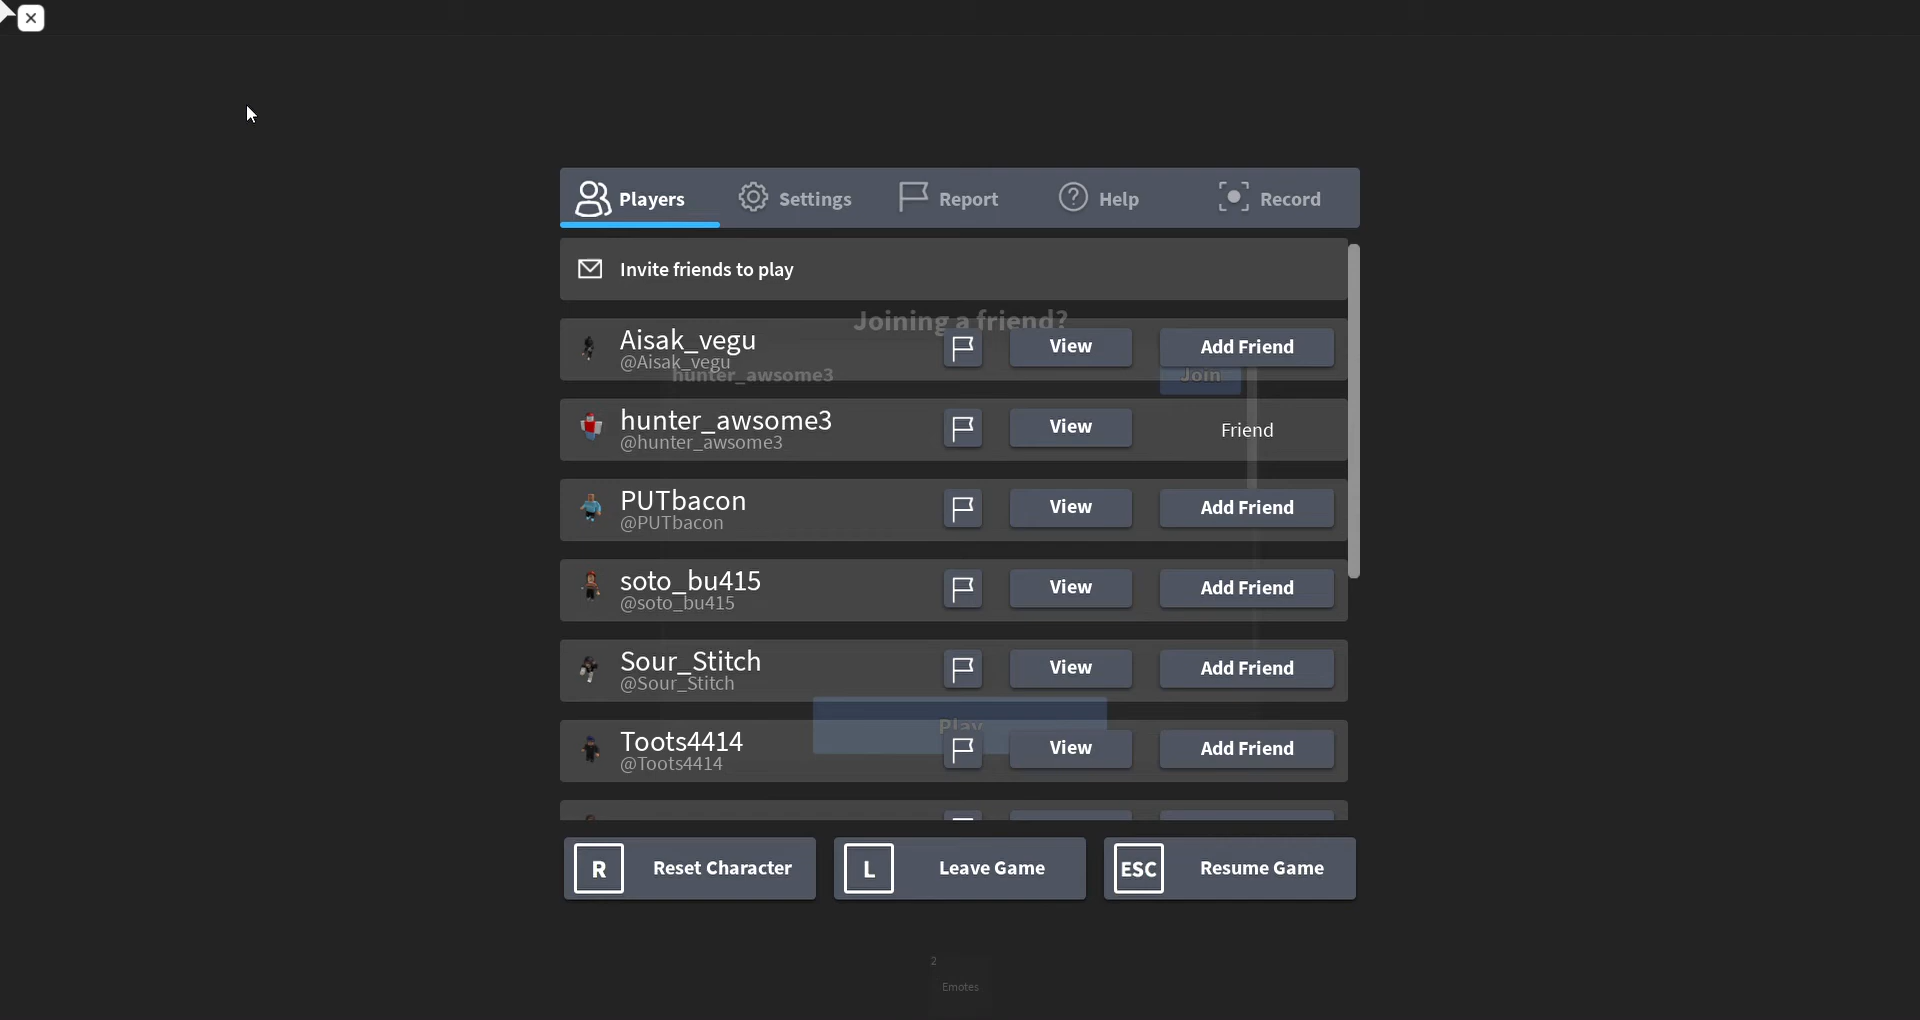 Players Settings Report Help Record
Invite friends to play
Joining a friend?
Aisak_vegu
@Aisak_vegu
View Add Friend
hunter_awsome3 Join
hunter_awsome3
@hunter_awsome3
View Friend
PUTbacon
@PUTbacon
View Add Friend
soto_bu415
@soto_bu415
View Add Friend
Sour_Stitch
@Sour_Stitch
View Add Friend
Play
Toots4414
@Toots4414
View Add Friend
R Reset Character L Leave Game ESC Resume Game
2
Emotes